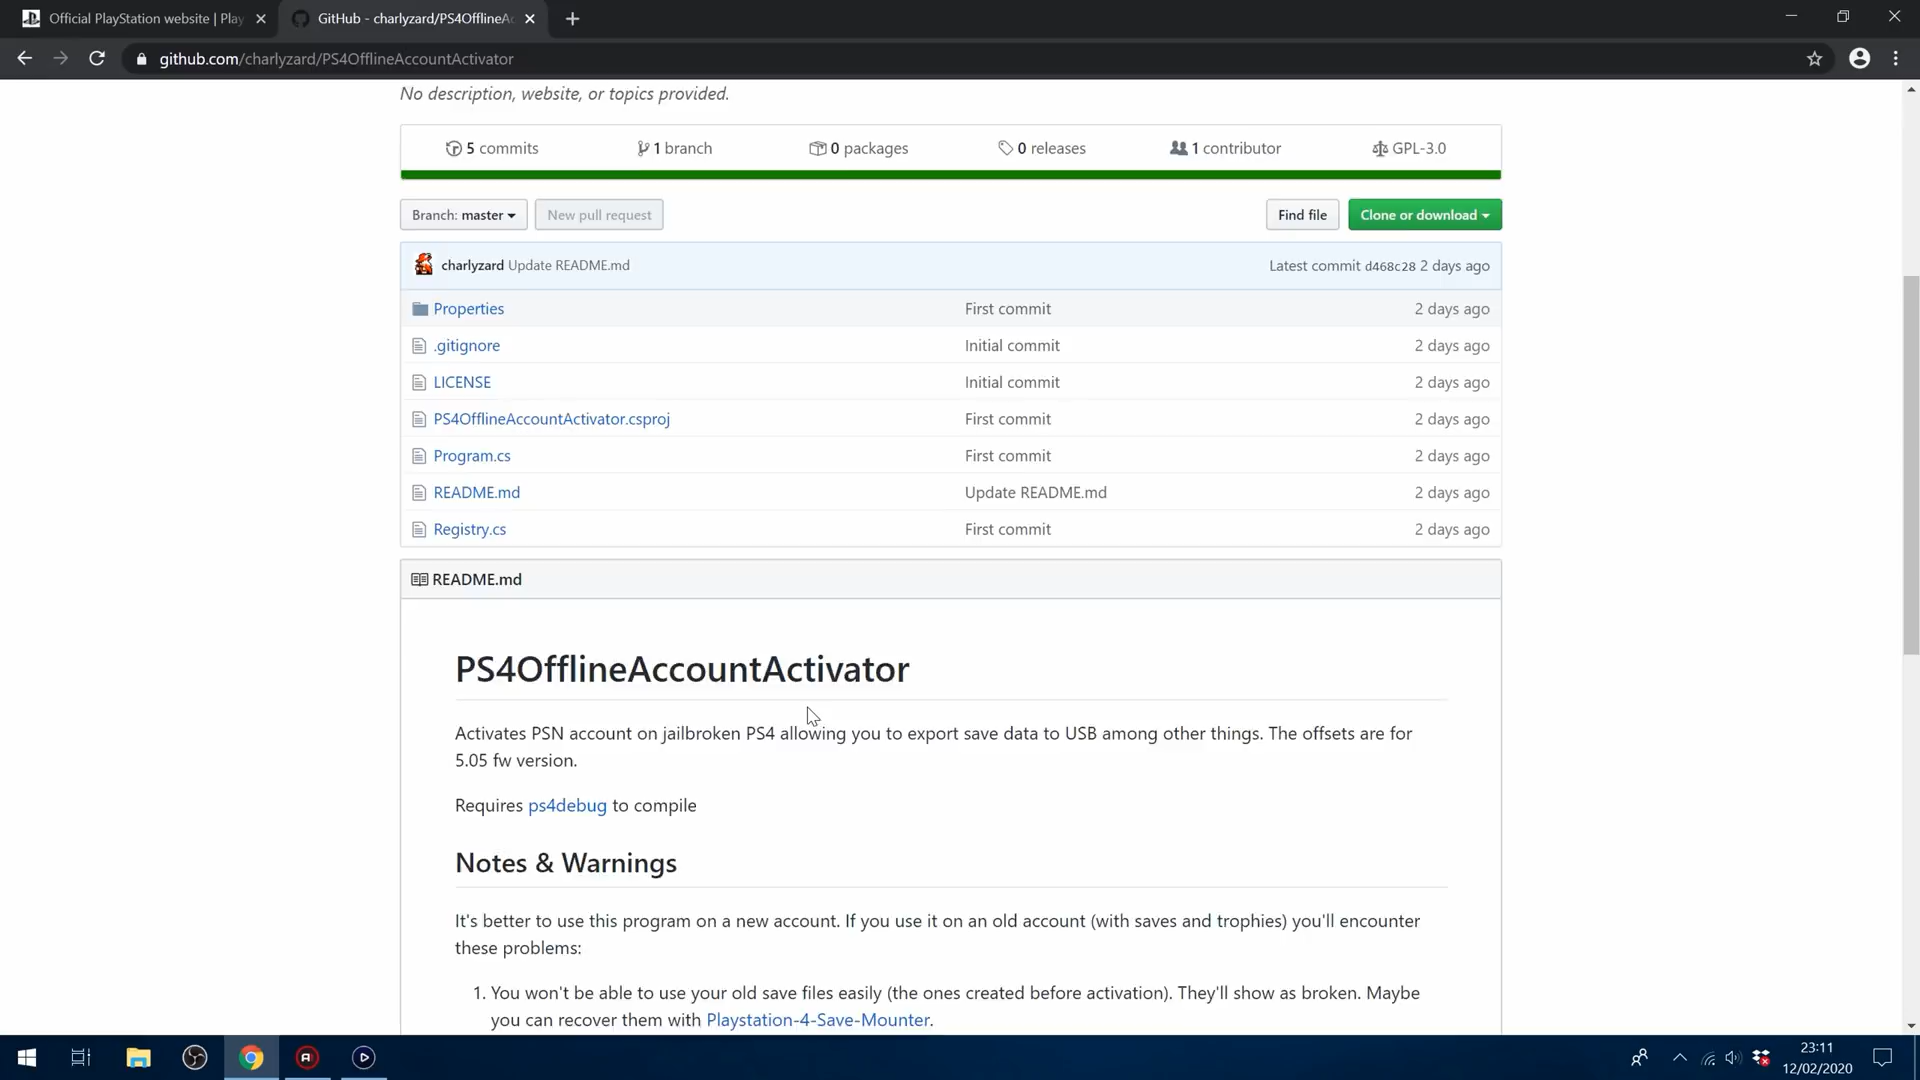 Official PlayStation website | Play
GitHub - charlyzard/PS4OfflineAc
github.com/charlyzard/PS4OfflineAccountActivator
No description, website, or topics provided.
5 commits
1 branch
0 packages
0 releases
1 contributor
GPL-3.0
Branch: master
New pull request
Find file
Clone or download
charlyzard Update README.md
Latest commit d468c28 2 days ago
Properties First commit 2 days ago
.gitignore Initial commit 2 days ago
LICENSE Initial commit 2 days ago
PS4OfflineAccountActivator.csproj First commit 2 days ago
Program.cs First commit 2 days ago
README.md Update README.md 2 days ago
Registry.cs First commit 2 days ago
README.md
PS4OfflineAccountActivator
Activates PSN account on jailbroken PS4 allowing you to export save data to USB among other things. The offsets are for
5.05 fw version.
Requires ps4debug to compile
Notes & Warnings
It's better to use this program on a new account. If you use it on an old account (with saves and trophies) you'll encounter
these problems:
1. You won't be able to use your old save files easily (the ones created before activation). They'll show as broken. Maybe
you can recover them with Playstation-4-Save-Mounter.
23:11
12/02/2020